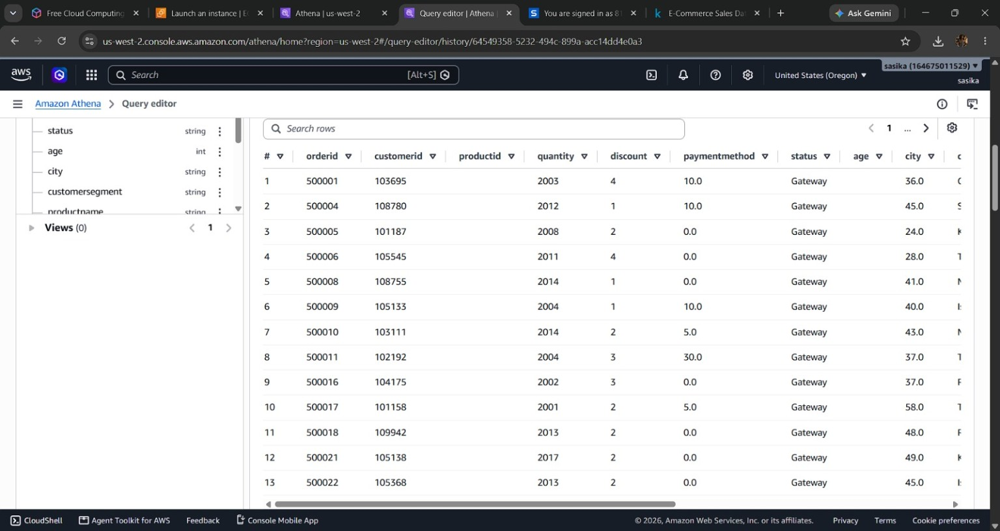 Free Cloud Computing
Launch an instance | E
Athena | us-west-2
Query editor | Athena
You are signed in as 81
E-Commerce Sales Da
Ask Gemini
us-west-2.console.aws.amazon.com/athena/home?region=us-west-2#/query-editor/history/64549358-5232-494c-899a-acc14dd4e0a3
aws
Search
[Alt+S]
United States (Oregon)
sasika (164675011529)
sasika
Amazon Athena > Query editor
status string
age int
city string
customersegment string
productname string
Views (0) 1
Search rows
1 ...
# orderid customerid productid quantity discount paymentmethod status age city c
1 500001 103695 2003 4 10.0 Gateway 36.0
2 500004 108780 2012 1 10.0 Gateway 45.0 S
3 500005 101187 2008 2 0.0 Gateway 24.0 K
4 500006 105545 2011 4 0.0 Gateway 28.0 T
5 500008 108755 2014 1 0.0 Gateway 41.0 N
6 500009 105133 2004 1 10.0 Gateway 40.0 Is
7 500010 103111 2014 2 5.0 Gateway 43.0 N
8 500011 102192 2004 3 30.0 Gateway 37.0 T
9 500016 104175 2002 3 0.0 Gateway 37.0
10 500017 101158 2001 2 5.0 Gateway 58.0 T
11 500018 109942 2013 2 0.0 Gateway 48.0
12 500021 105138 2017 2 0.0 Gateway 49.0 K
13 500022 105368 2013 2 0.0 Gateway 45.0 Is
CloudShell Agent Toolkit for AWS Feedback Console Mobile App © 2026, Amazon Web Services, Inc. or its affiliates. Privacy Terms Cookie preferences